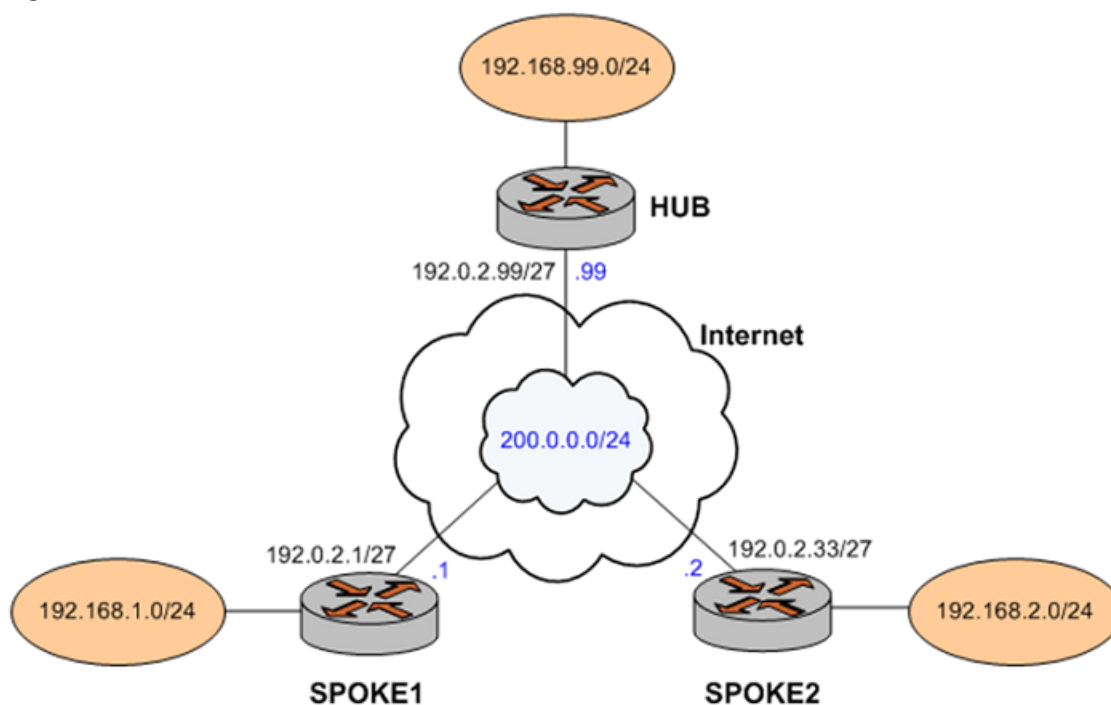 192.168.99.0/24
HUB
192.0.2.99/27 .99
Internet
200.0.0.0/24
192.0.2.1/27 .1
.2 192.0.2.33/27
192.168.1.0/24
192.168.2.0/24
SPOKE1
SPOKE2